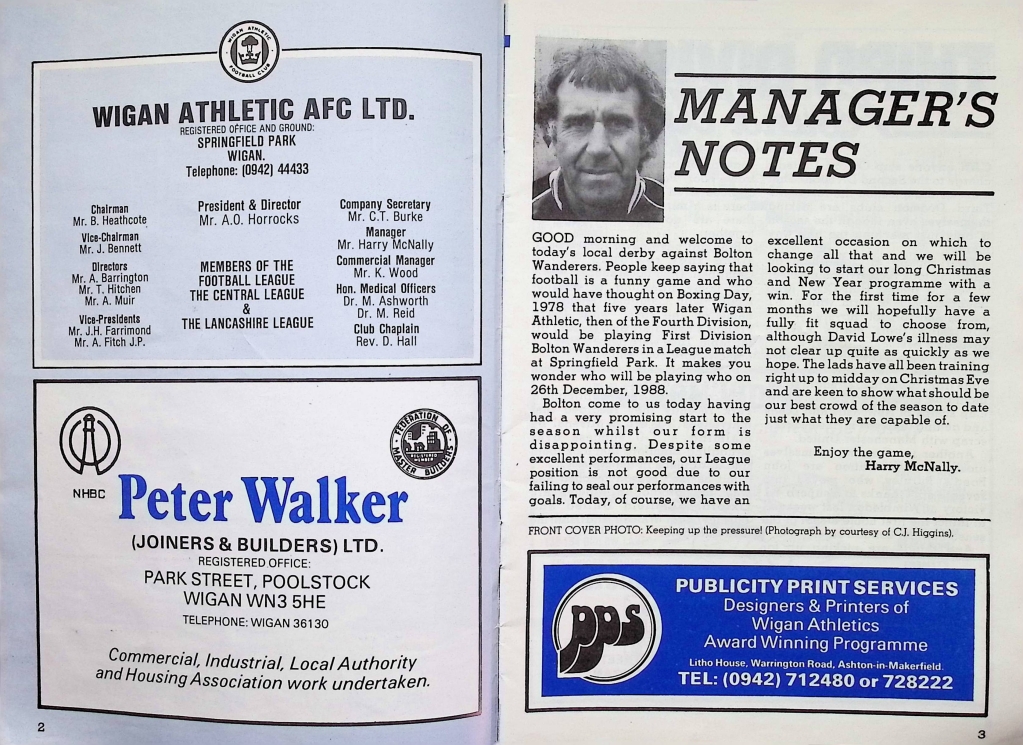 WIGAN ATHLETIC
FOOTBALL CLUB
WIGAN ATHLETIC AFC LTD.
REGISTERED OFFICE AND GROUND:
SPRINGFIELD PARK
WIGAN.
Telephone: (0942) 44433
Chairman
Mr. B. Heathcote
Vice-Chairman
Mr. J. Bennett
Directors
Mr. A. Barrington
Mr. T. Hitchen
Mr. A. Muir
Vice-Presidents
Mr. J.H. Farrimond
Mr. A. Fitch J.P.
President & Director
Mr. A.O. Horrocks
MEMBERS OF THE
FOOTBALL LEAGUE
THE CENTRAL LEAGUE
&
THE LANCASHIRE LEAGUE
Company Secretary
Mr. C.T. Burke
Manager
Mr. Harry McNally
Commercial Manager
Mr. K. Wood
Hon. Medical Officers
Dr. M. Ashworth
Dr. M. Reid
Club Chaplain
Rev. D. Hall
NHBC
FEDERATION OF
MASTER BUILDERS
Peter Walker
(JOINERS & BUILDERS) LTD.
REGISTERED OFFICE:
PARK STREET, POOLSTOCK
WIGAN WN3 5HE
TELEPHONE: WIGAN 36130
Commercial, Industrial, Local Authority
and Housing Association work undertaken.
2
MANAGER'S
NOTES
GOOD morning and welcome to
today's local derby against Bolton
Wanderers. People keep saying that
football is a funny game and who
would have thought on Boxing Day,
1978 that five years later Wigan
Athletic, then of the Fourth Division,
would be playing First Division
Bolton Wanderers in a League match
at Springfield Park. It makes you
wonder who will be playing who on
26th December, 1988.
Bolton come to us today having
had a very promising start to the
season whilst our form is
disappointing. Despite some
excellent performances, our League
position is not good due to our
failing to seal our performances with
goals. Today, of course, we have an
excellent occasion on which to
change all that and we will be
looking to start our long Christmas
and New Year programme with a
win. For the first time for a few
months we will hopefully have a
fully fit squad to choose from,
although David Lowe's illness may
not clear up quite as quickly as we
hope. The lads have all been training
right up to midday on Christmas Eve
and are keen to show what should be
our best crowd of the season to date
just what they are capable of.
Enjoy the game,
Harry McNally.
FRONT COVER PHOTO: Keeping up the pressure! (Photograph by courtesy of C.J. Higgins).
pps
PUBLICITY PRINT SERVICES
Designers & Printers of
Wigan Athletics
Award Winning Programme
Litho House, Warrington Road, Ashton-in-Makerfield.
TEL: (0942) 712480 or 728222
3